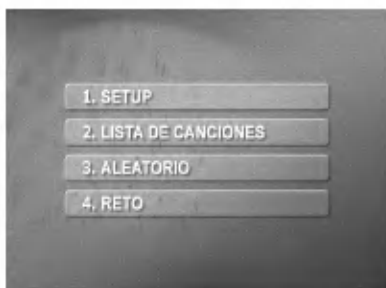 1. SETUP
2. LISTA DE CANCIONES
3. ALEATORIO
4. RETO